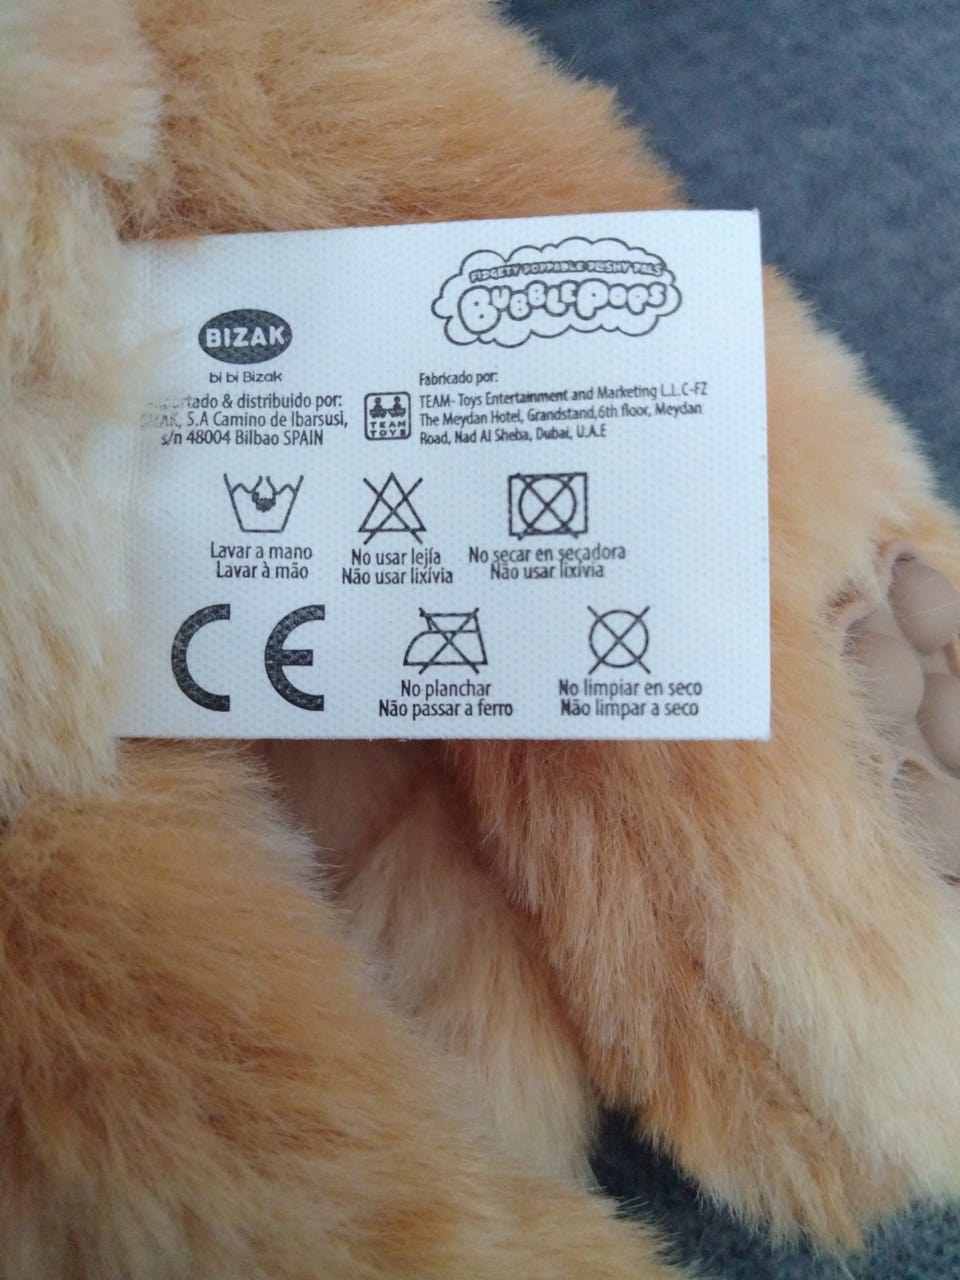 FIDGETY POPPABLE PLUSHY PALS
BUBBLE POPS
BIZAK
bi bi Bizak
& distribuido por:
S.A Camino de Ibarsusi,
s/n 48004 Bilbao SPAIN
TEAM
TOYS
Fabricado por:
TEAM- Toys Entertainment and Marketing L.L.C-FZ
The Meydan Hotel, Grandstand,6th floor, Meydan
Road, Nad Al Sheba, Dubai, U.A.E
Lavar a mano
Lavar à mão
No usar lejía
Não usar lixívia
No secar en secadora
Não usar lixívia
CE
No planchar
Não passar a ferro
No limpiar en seco
Não limpar a seco